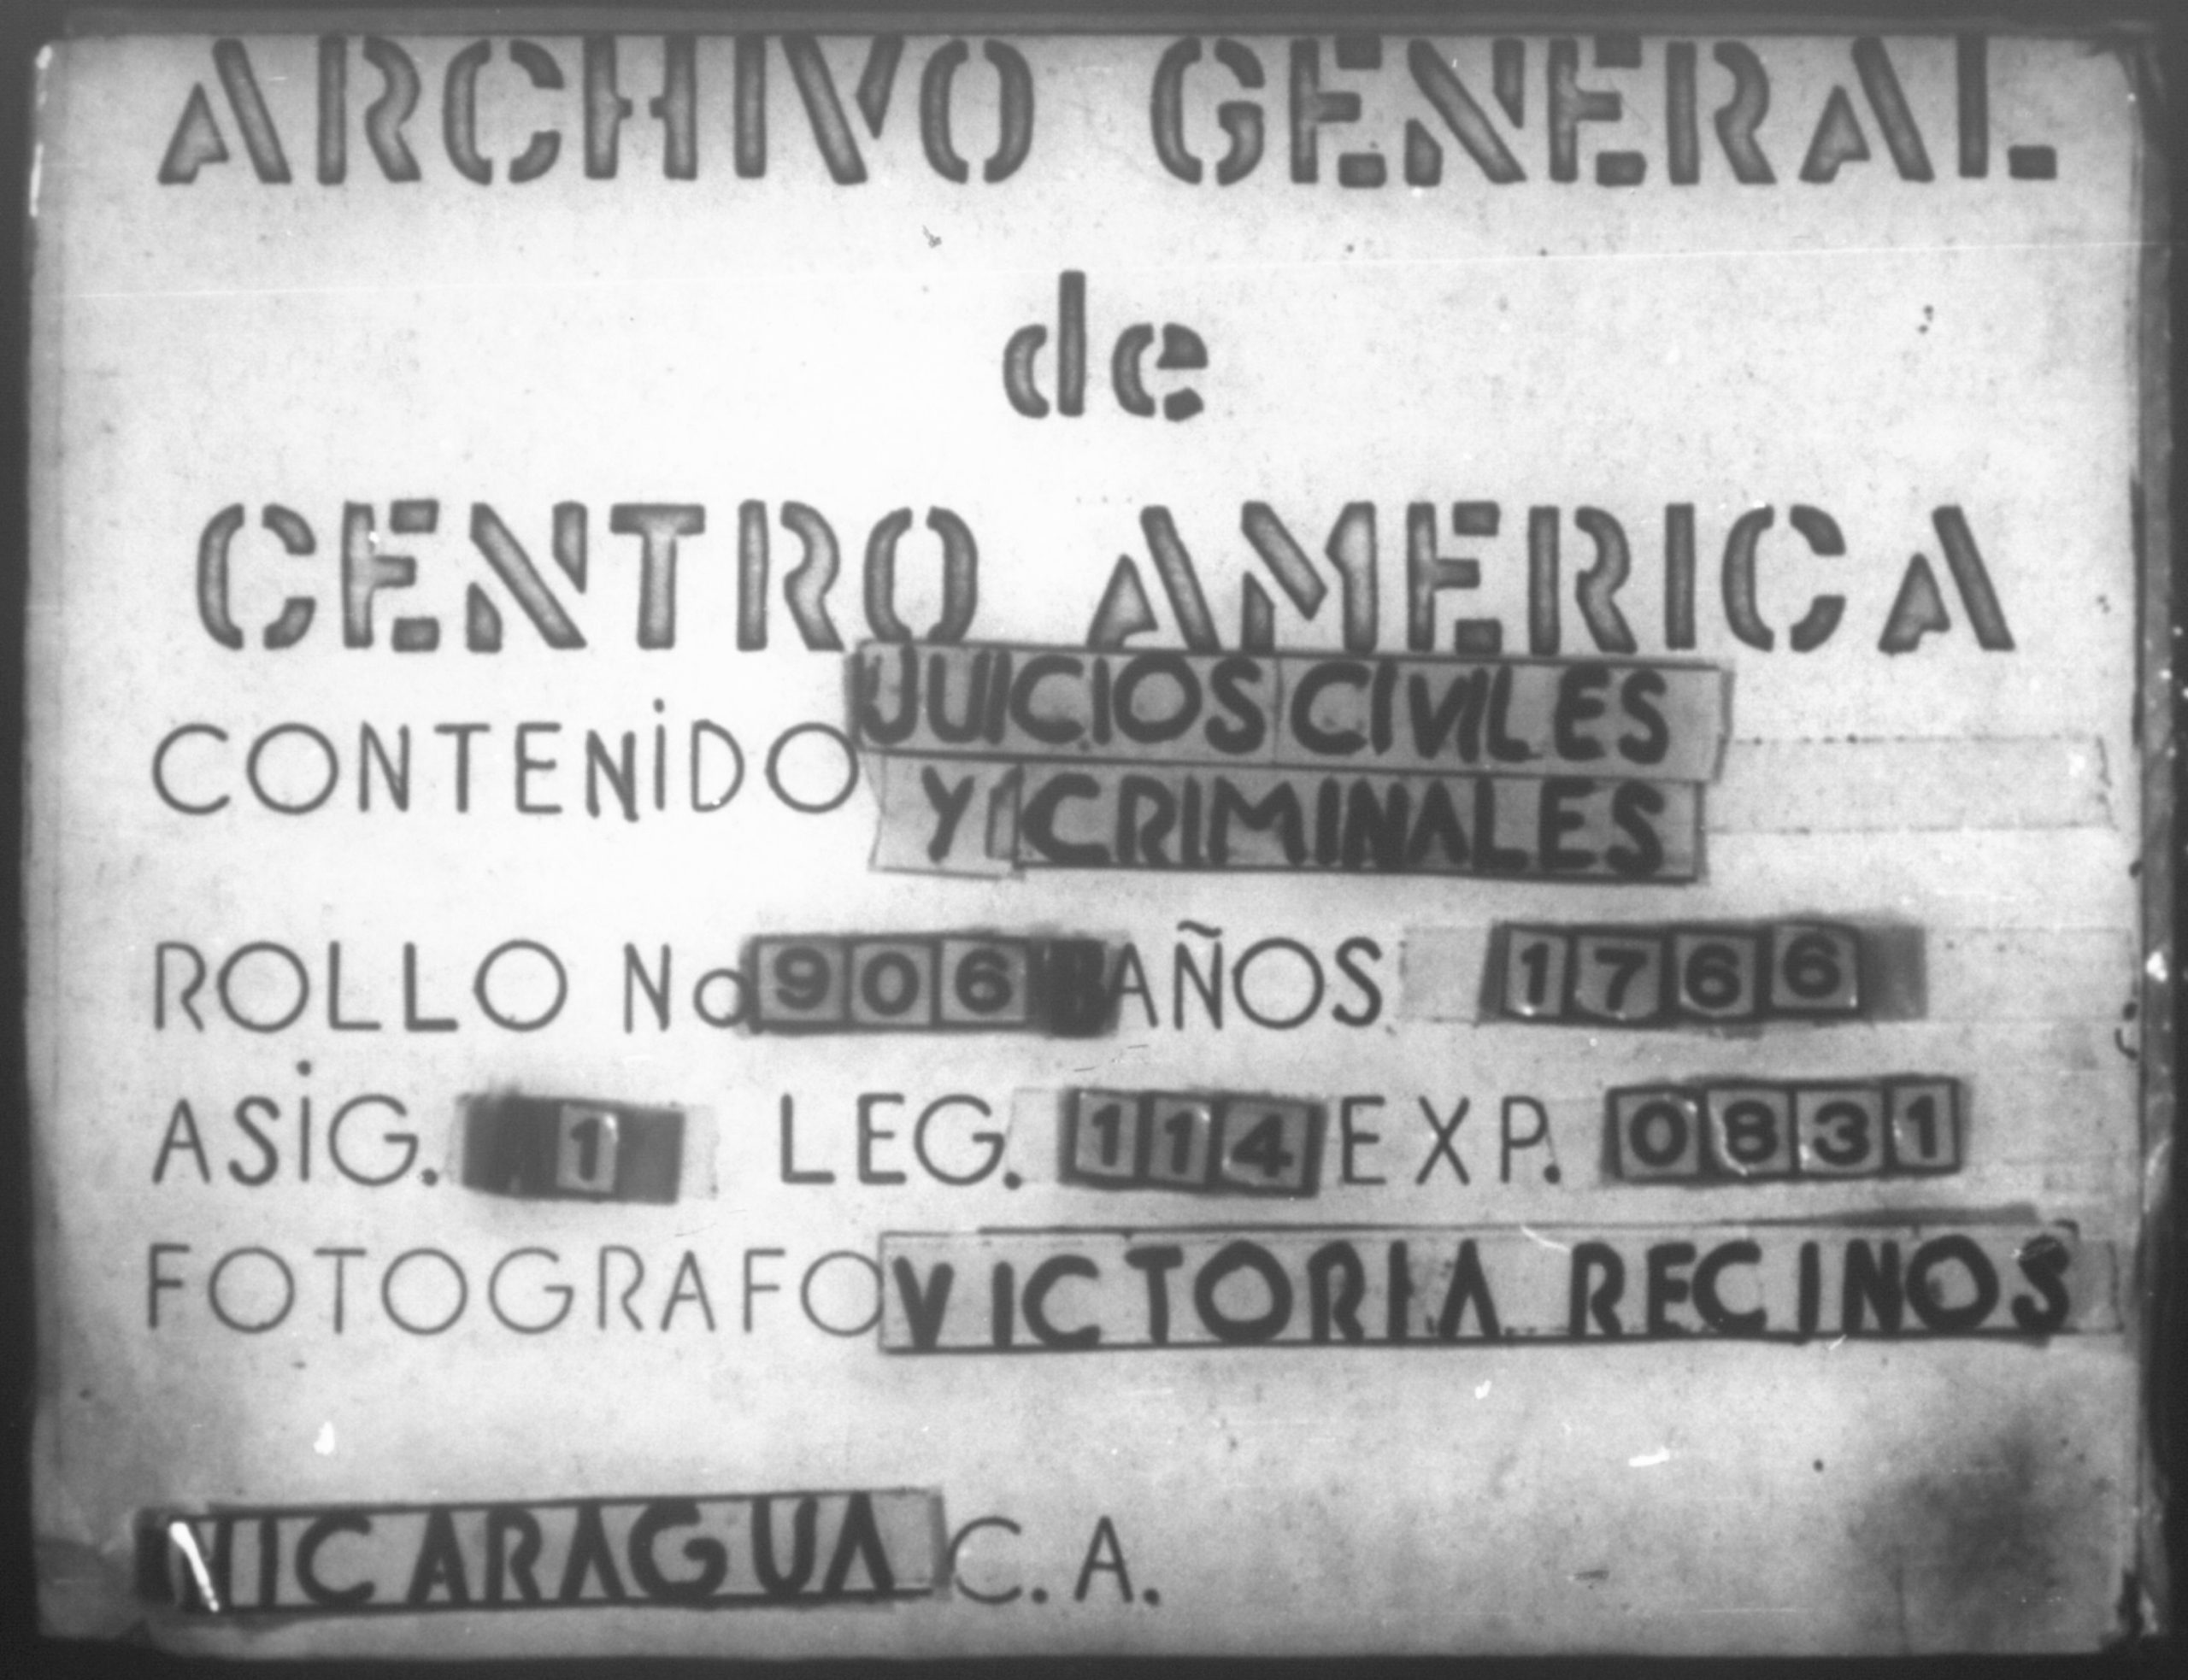 ARCHIVO GENERAL
de
CENTRO AMERICA
CONTENIDO JUICIOS CIVILES
Y CRIMINALES
ROLLO No 906 AÑOS 1766
ASIG. 1 LEG. 114 EXP. 0831
FOTOGRAFO VICTORIA RECINOS
NICARAGUA C.A.